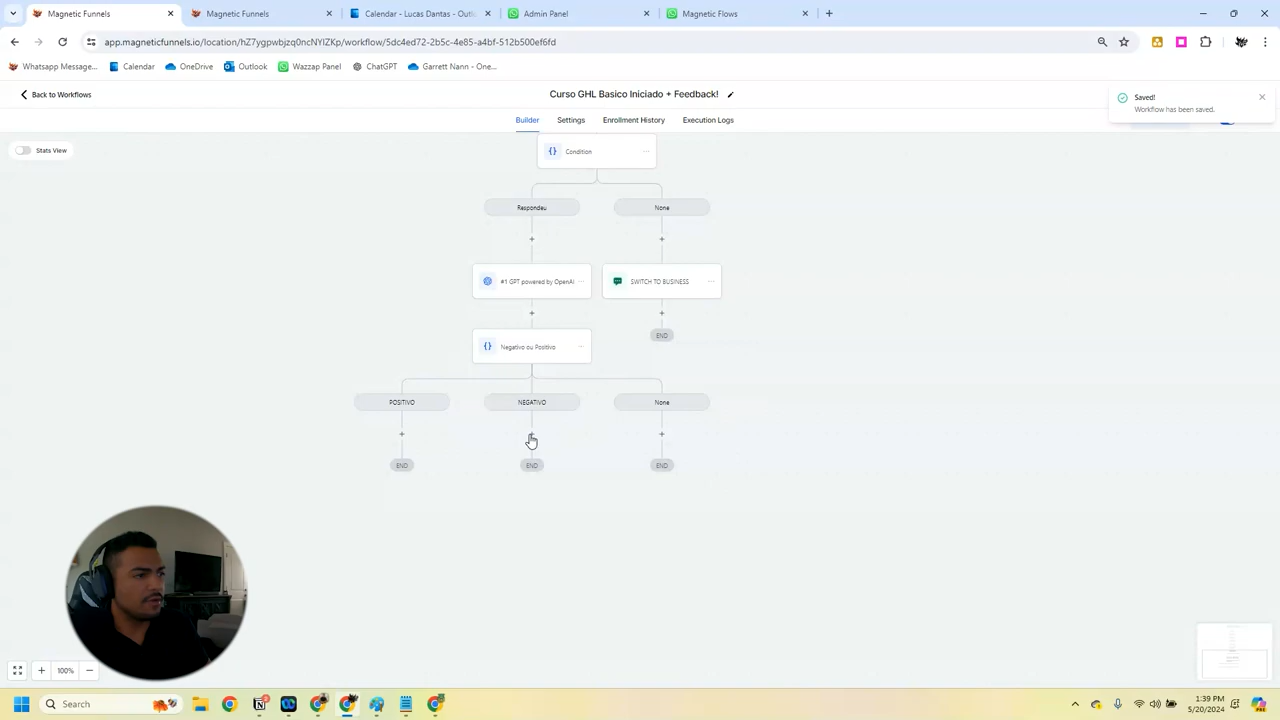 Magnetic Funnels
Magnetic Funnels
Calendar - Lucas Dantas - Outl
Admin Panel
Magnetic Flows
app.magneticfunnels.io/location/hZ7ygpwbjzq0ncNYIZKp/workflow/5dc4ed72-2b5c-4e85-a4bf-512b500ef6fd
Whatsapp Message...
Calendar
OneDrive
Outlook
Wazzap Panel
ChatGPT
Garrett Nann - One...
Back to Workflows
Curso GHL Basico Iniciado + Feedback!
Saved!
Workflow has been saved.
Builder
Settings
Enrollment History
Execution Logs
Stats View
Condition
Respondeu
None
#1 GPT powered by OpenAI
SWITCH TO BUSINESS
Negativo ou Positivo
END
POSITIVO
NEGATIVO
None
END
END
END
100%
Search
1:39 PM
5/20/2024